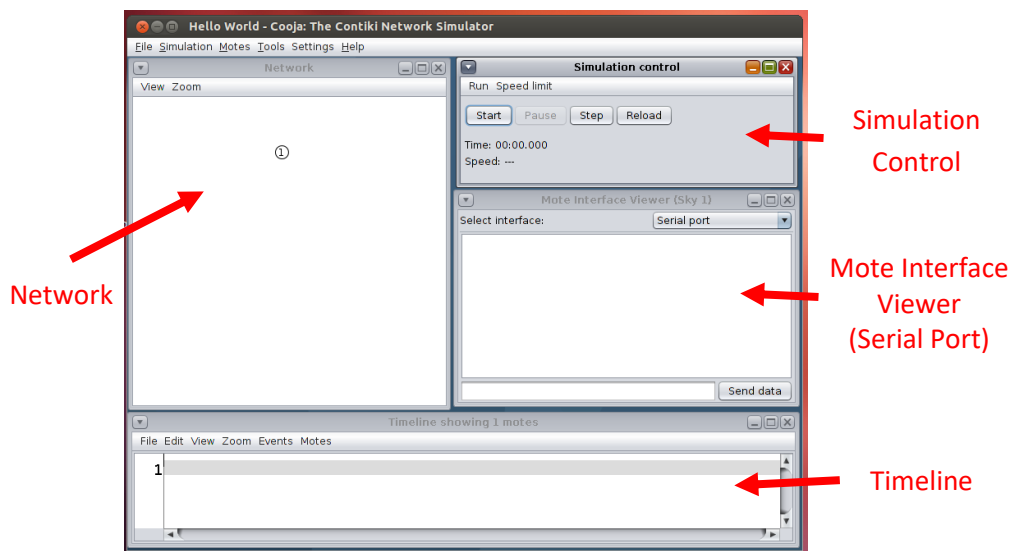 Hello World - Cooja: The Contiki Network Simulator
File Simulation Motes Tools Settings Help
Network
View Zoom
①
Simulation control
Run Speed limit
Start Pause Step Reload
Time: 00:00.000
Speed: ---
Mote Interface Viewer (Sky 1)
Select interface: Serial port
Send data
Timeline showing 1 motes
File Edit View Zoom Events Motes
1
Network
Simulation
Control
Mote Interface
Viewer
(Serial Port)
Timeline